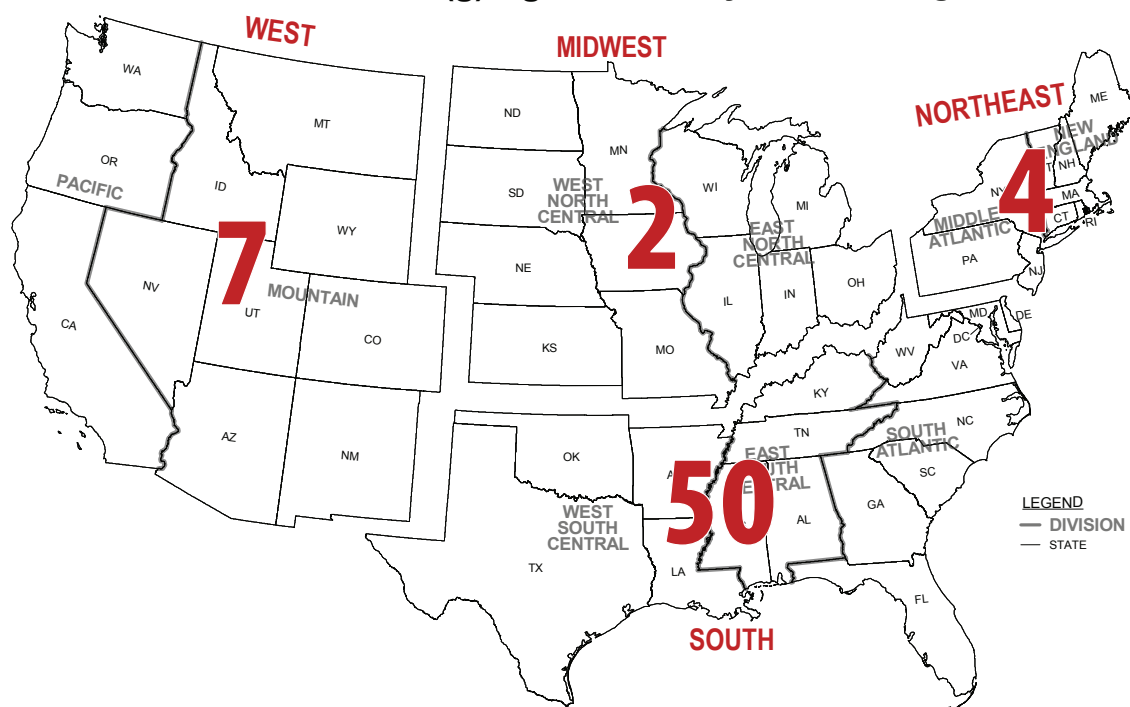 WEST
MIDWEST
NORTHEAST
WA
MT
ND
MN
ME
OR
PACIFIC
ID
SD
WEST
NORTH
CENTRAL
WI
MI
NEW
ENGLAND
NH
NY
4
MA
CT
RI
MIDDLE
ATLANTIC
WY
2
EAST
NORTH
CENTRAL
PA
NJ
7
NV
MOUNTAIN
UT
NE
IL
IN
OH
MD
DE
DC
CA
CO
KS
MO
WV
VA
KY
AZ
NM
OK
TN
NC
SOUTH
ATLANTIC
EAST
SOUTH
CENTRAL
SC
50
WEST
SOUTH
CENTRAL
AL
GA
TX
LA
FL
SOUTH
LEGEND
DIVISION
STATE